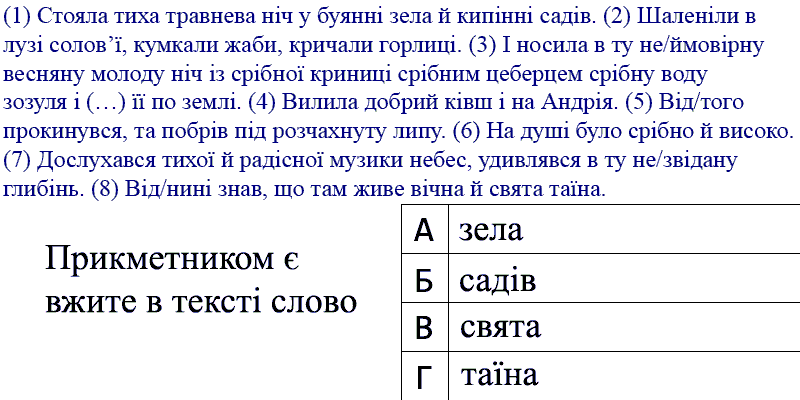 (1) Стояла тиха травнева ніч у буянні зела й кипінні садів. (2) Шаленіли в
лузі солов’ї, кумкали жаби, кричали горлиці. (3) І носила в ту не/ймовірну
весняну молоду ніч із срібної криниці срібним цеберцем срібну воду
зозуля і (…) її по землі. (4) Вилила добрий ківш і на Андрія. (5) Від/того
прокинувся, та побрів під розчахнуту липу. (6) На душі було срібно й високо.
(7) Дослухався тихої й радісної музики небес, удивлявся в ту не/звідану
глибінь. (8) Від/нині знав, що там живе вічна й свята таїна.
Прикметником є
вжите в тексті слово
А зела
Б садів
В свята
Г таїна